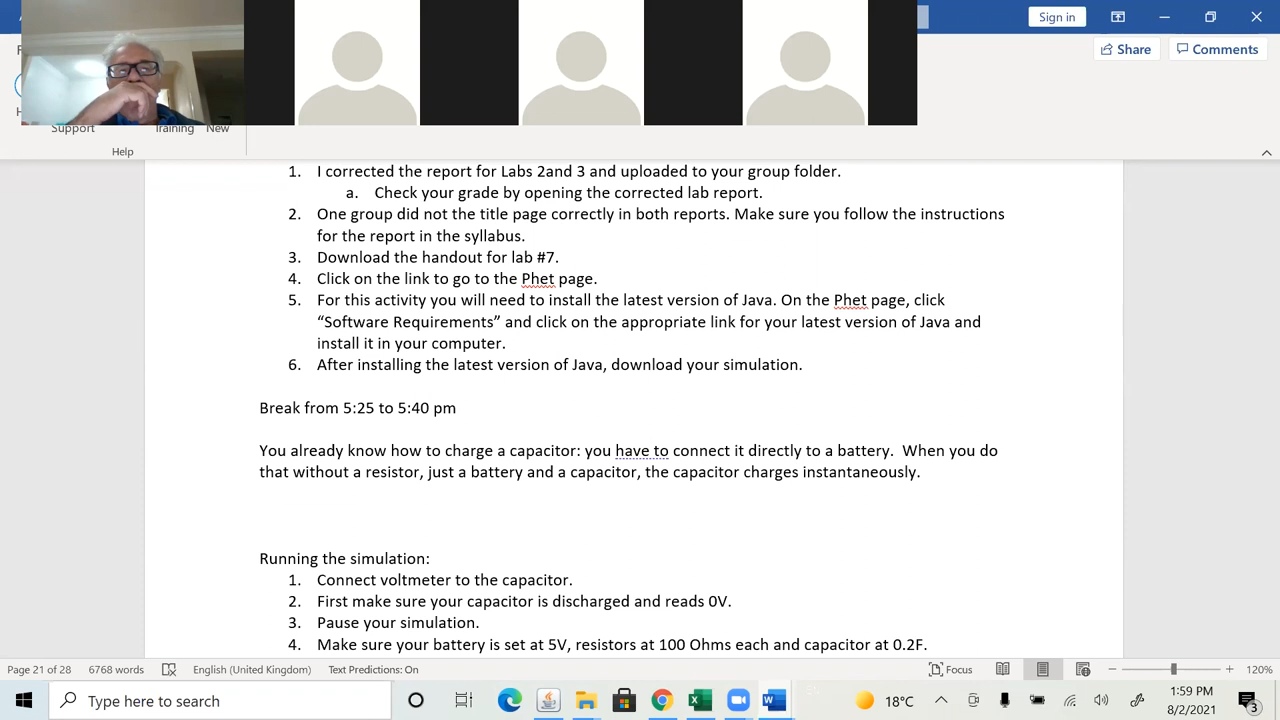 Sign in
Share
Comments
Support
Training
New
Help
1. I corrected the report for Labs 2and 3 and uploaded to your group folder.
a. Check your grade by opening the corrected lab report.
2. One group did not the title page correctly in both reports. Make sure you follow the instructions
for the report in the syllabus.
3. Download the handout for lab #7.
4. Click on the link to go to the Phet page.
5. For this activity you will need to install the latest version of Java. On the Phet page, click
“Software Requirements” and click on the appropriate link for your latest version of Java and
install it in your computer.
6. After installing the latest version of Java, download your simulation.
Break from 5:25 to 5:40 pm
You already know how to charge a capacitor: you have to connect it directly to a battery.  When you do
that without a resistor, just a battery and a capacitor, the capacitor charges instantaneously.
Running the simulation:
1. Connect voltmeter to the capacitor.
2. First make sure your capacitor is discharged and reads 0V.
3. Pause your simulation.
4. Make sure your battery is set at 5V, resistors at 100 Ohms each and capacitor at 0.2F.
Page 21 of 28
6768 words
English (United Kingdom)
Text Predictions: On
Focus
120%
Type here to search
18°C
1:59 PM
8/2/2021
3